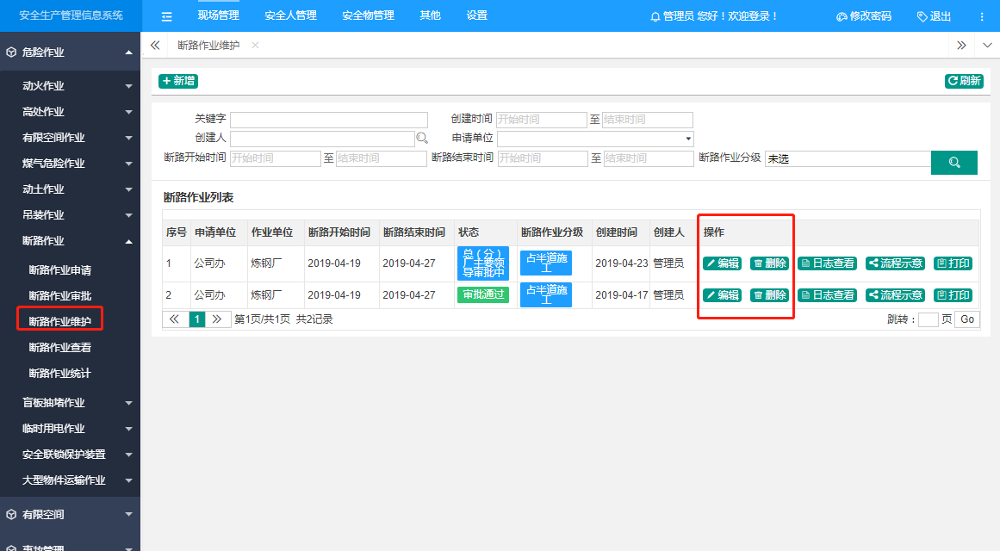 安全生产管理信息系统
现场管理 安全人管理 安全物管理 其他 设置
管理员 您好！欢迎登录！ 修改密码 退出
危险作业
动火作业
高处作业
有限空间作业
煤气危险作业
动土作业
吊装作业
断路作业
断路作业申请
断路作业审批
断路作业维护
断路作业查看
断路作业统计
盲板抽堵作业
临时用电作业
安全联锁保护装置
大型物件运输作业
有限空间
事故管理
断路作业维护
新增 刷新
关键字 创建时间 开始时间 至 结束时间
创建人 申请单位
断路开始时间 开始时间 至 结束时间 断路结束时间 开始时间 至 结束时间 断路作业分级 未选
断路作业列表
序号 申请单位 作业单位 断路开始时间 断路结束时间 状态 断路作业分级 创建时间 创建人 操作
1 公司办 炼钢厂 2019-04-19 2019-04-27 总（分）厂主要领导审批中 占半道施工 2019-04-23 管理员 编辑 删除 日志查看 流程示意 打印
2 公司办 炼钢厂 2019-04-19 2019-04-27 审批通过 占半道施工 2019-04-17 管理员 编辑 删除 日志查看 流程示意 打印
1 第1页/共1页 共2记录 跳转： 页 Go